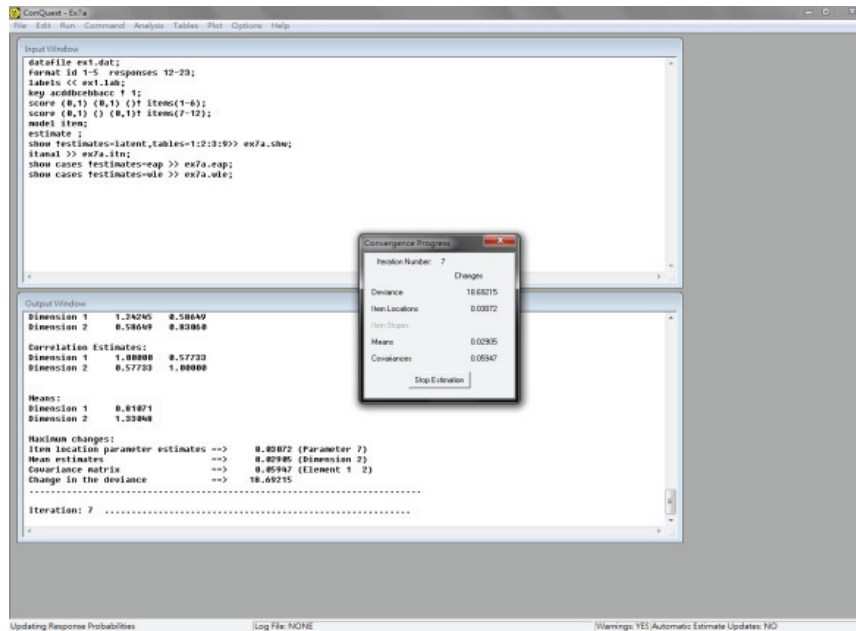 ConQuest - Ex7a
File Edit Run Command Analysis Tables Plot Options Help
Input Window
datafile ex1.dat;
format id 1-5 responses 12-23;
labels << ex1.lab;
key acddbcebbacc ! 1;
score (0,1) (0,1) ()! items(1-6);
score (0,1) () (0,1)! items(7-12);
model item;
estimate ;
show !estimates=latent,tables=1:2:3:9>> ex7a.shw;
itanal >> ex7a.itn;
show cases !estimates=eap >> ex7a.eap;
show cases !estimates=wle >> ex7a.wle;
Convergence Progress
Iteration Number: 7
Changes
Deviance 18.69215
Item Locations 0.03072
Item Slopes
Means 0.02905
Covariances 0.05947
Stop Estimation
Output Window
Dimension 1 1.24245 0.58649
Dimension 2 0.58649 0.83060
Correlation Estimates:
Dimension 1 1.00000 0.57733
Dimension 2 0.57733 1.00000
Means:
Dimension 1 0.81071
Dimension 2 1.33048
Maximum changes:
Item location parameter estimates ==> 0.03072 (Parameter 7)
Mean estimates ==> 0.02905 (Dimension 2)
Covariance matrix ==> 0.05947 (Element 1 2)
Change in the deviance ==> 18.69215
Iteration: 7 ..........................................................
Updating Response Probabilities
Log File: NONE
Warnings: YES Automatic Estimate Updates: NO